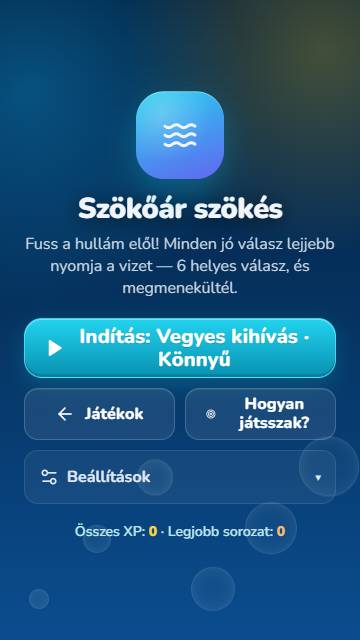 Szökőár szökés
Fuss a hullám elől! Minden jó válasz lejjebb
nyomja a vizet — 6 helyes válasz, és
megmenekültél.
Indítás: Vegyes kihívás ·
Könnyű
Játékok
Hogyan
játsszak?
Beállítások
Összes XP: 0 · Legjobb sorozat: 0